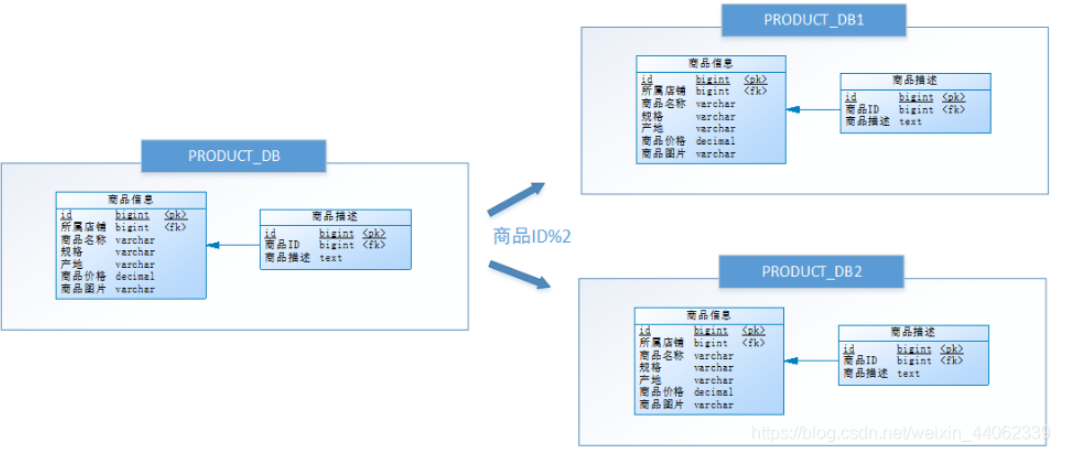 PRODUCT_DB
商品信息
id bigint <pk>
所属店铺 bigint <fk>
商品名称 varchar
规格 varchar
产地 varchar
商品价格 decimal
商品图片 varchar
商品描述
id bigint <pk>
商品ID bigint <fk>
商品描述 text
商品ID%2
PRODUCT_DB1
商品信息
id bigint <pk>
所属店铺 bigint <fk>
商品名称 varchar
规格 varchar
产地 varchar
商品价格 decimal
商品图片 varchar
商品描述
id bigint <pk>
商品ID bigint <fk>
商品描述 text
PRODUCT_DB2
商品信息
id bigint <pk>
所属店铺 bigint <fk>
商品名称 varchar
规格 varchar
产地 varchar
商品价格 decimal
商品图片 varchar
商品描述
id bigint <pk>
商品ID bigint <fk>
商品描述 text
https://blog.csdn.net/weixin_44062339